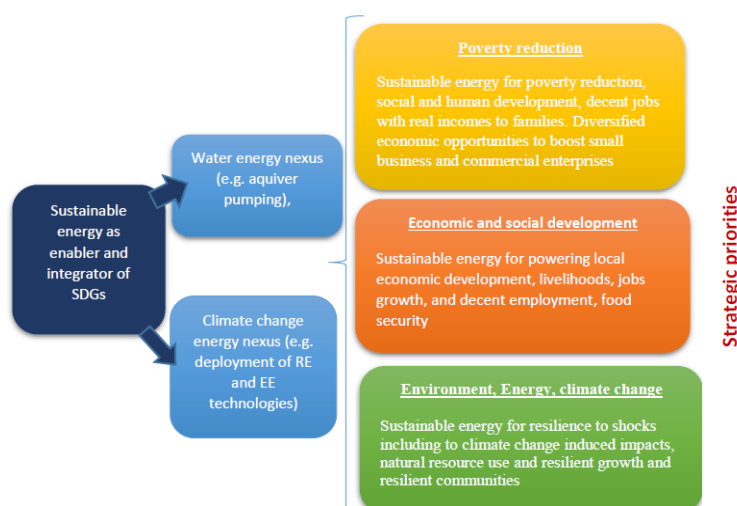 Sustainable
energy as
enabler and
integrator of
SDGs
Water energy nexus
(e.g. aquiver
pumping),
Climate change
energy nexus (e.g.
deployment of RE
and EE
technologies)
Poverty reduction
Sustainable energy for poverty reduction,
social and human development, decent jobs
with real incomes to families. Diversified
economic opportunities to boost small
business and commercial enterprises
Economic and social development
Sustainable energy for powering local
economic development, livelihoods, jobs
growth, and decent employment, food
security
Environment, Energy, climate change
Sustainable energy for resilience to shocks
including to climate change induced impacts,
natural resource use and resilient growth and
resilient communities
Strategic priorities